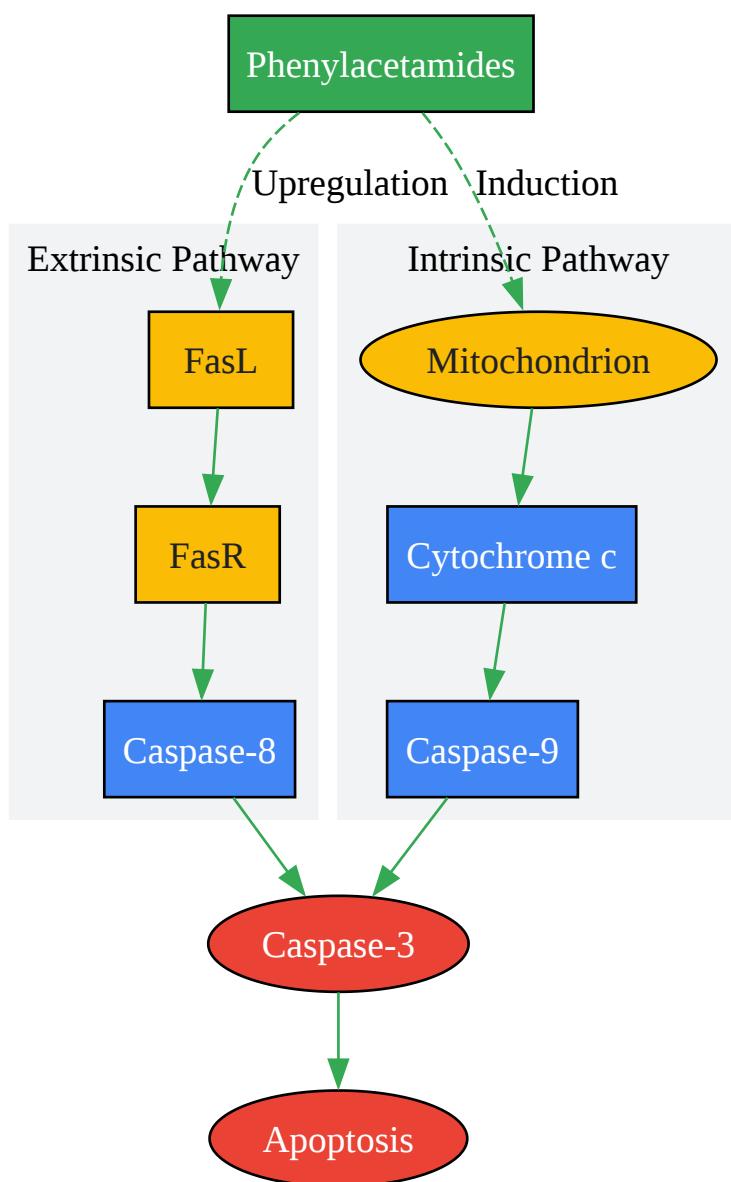 Phenylacetamides
Upregulation
Induction
Extrinsic Pathway
Intrinsic Pathway
FasL
Mitochondrion
FasR
Cytochrome c
Caspase-8
Caspase-9
Caspase-3
Apoptosis